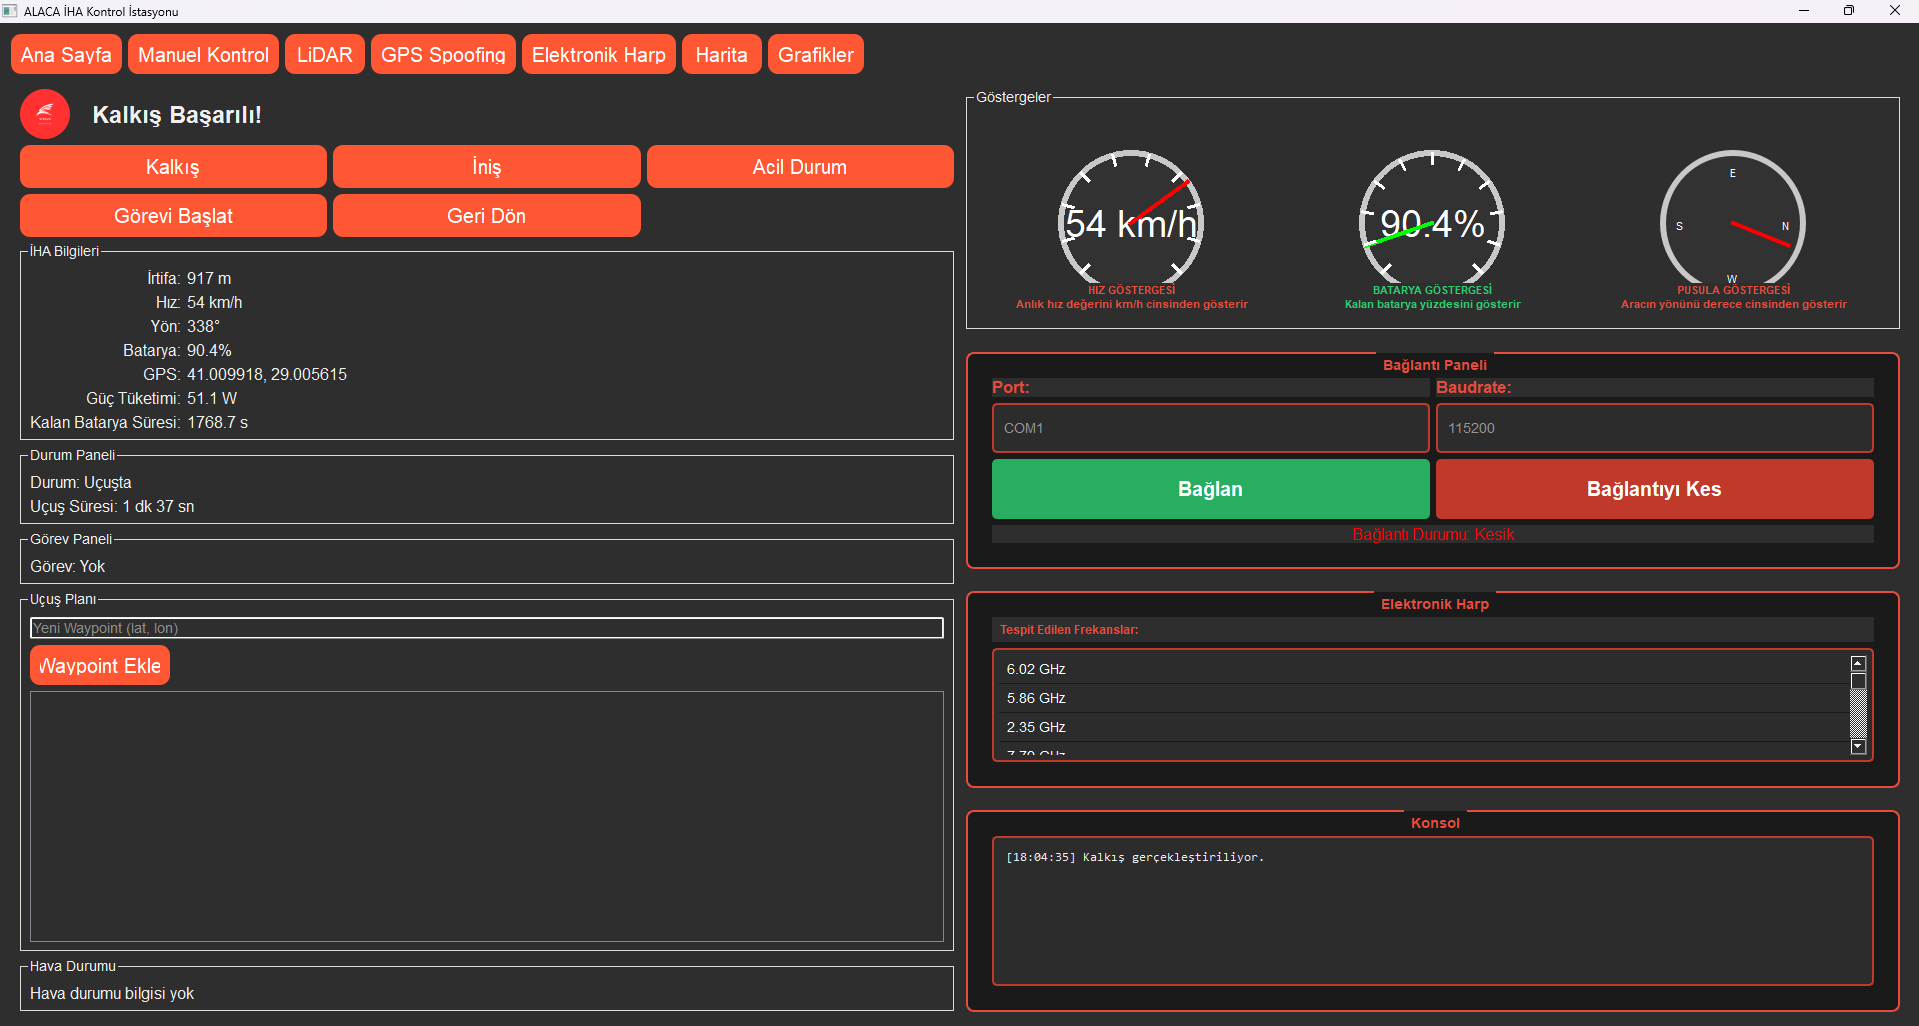 ALACA İHA Kontrol İstasyonu
Ana Sayfa
Manuel Kontrol
LiDAR
GPS Spoofing
Elektronik Harp
Harita
Grafikler
Kalkış Başarılı!
Kalkış
İniş
Acil Durum
Görevi Başlat
Geri Dön
İHA Bilgileri
İrtifa: 917 m
Hız: 54 km/h
Yön: 338°
Batarya: 90.4%
GPS: 41.009918, 29.005615
Güç Tüketimi: 51.1 W
Kalan Batarya Süresi: 1768.7 s
Durum Paneli
Durum: Uçuşta
Uçuş Süresi: 1 dk 37 sn
Görev Paneli
Görev: Yok
Uçuş Planı
Yeni Waypoint (lat, lon)
Waypoint Ekle
Hava Durumu
Hava durumu bilgisi yok
Göstergeler
54 km/h
HIZ GÖSTERGESİ
Anlık hız değerini km/h cinsinden gösterir
90.4%
BATARYA GÖSTERGESİ
Kalan batarya yüzdesini gösterir
E
S
N
W
PUSULA GÖSTERGESİ
Aracın yönünü derece cinsinden gösterir
Bağlantı Paneli
Port:
Baudrate:
COM1
115200
Bağlan
Bağlantıyı Kes
Bağlantı Durumu: Kesik
Elektronik Harp
Tespit Edilen Frekanslar:
6.02 GHz
5.86 GHz
2.35 GHz
Konsol
[18:04:35] Kalkış gerçekleştiriliyor.